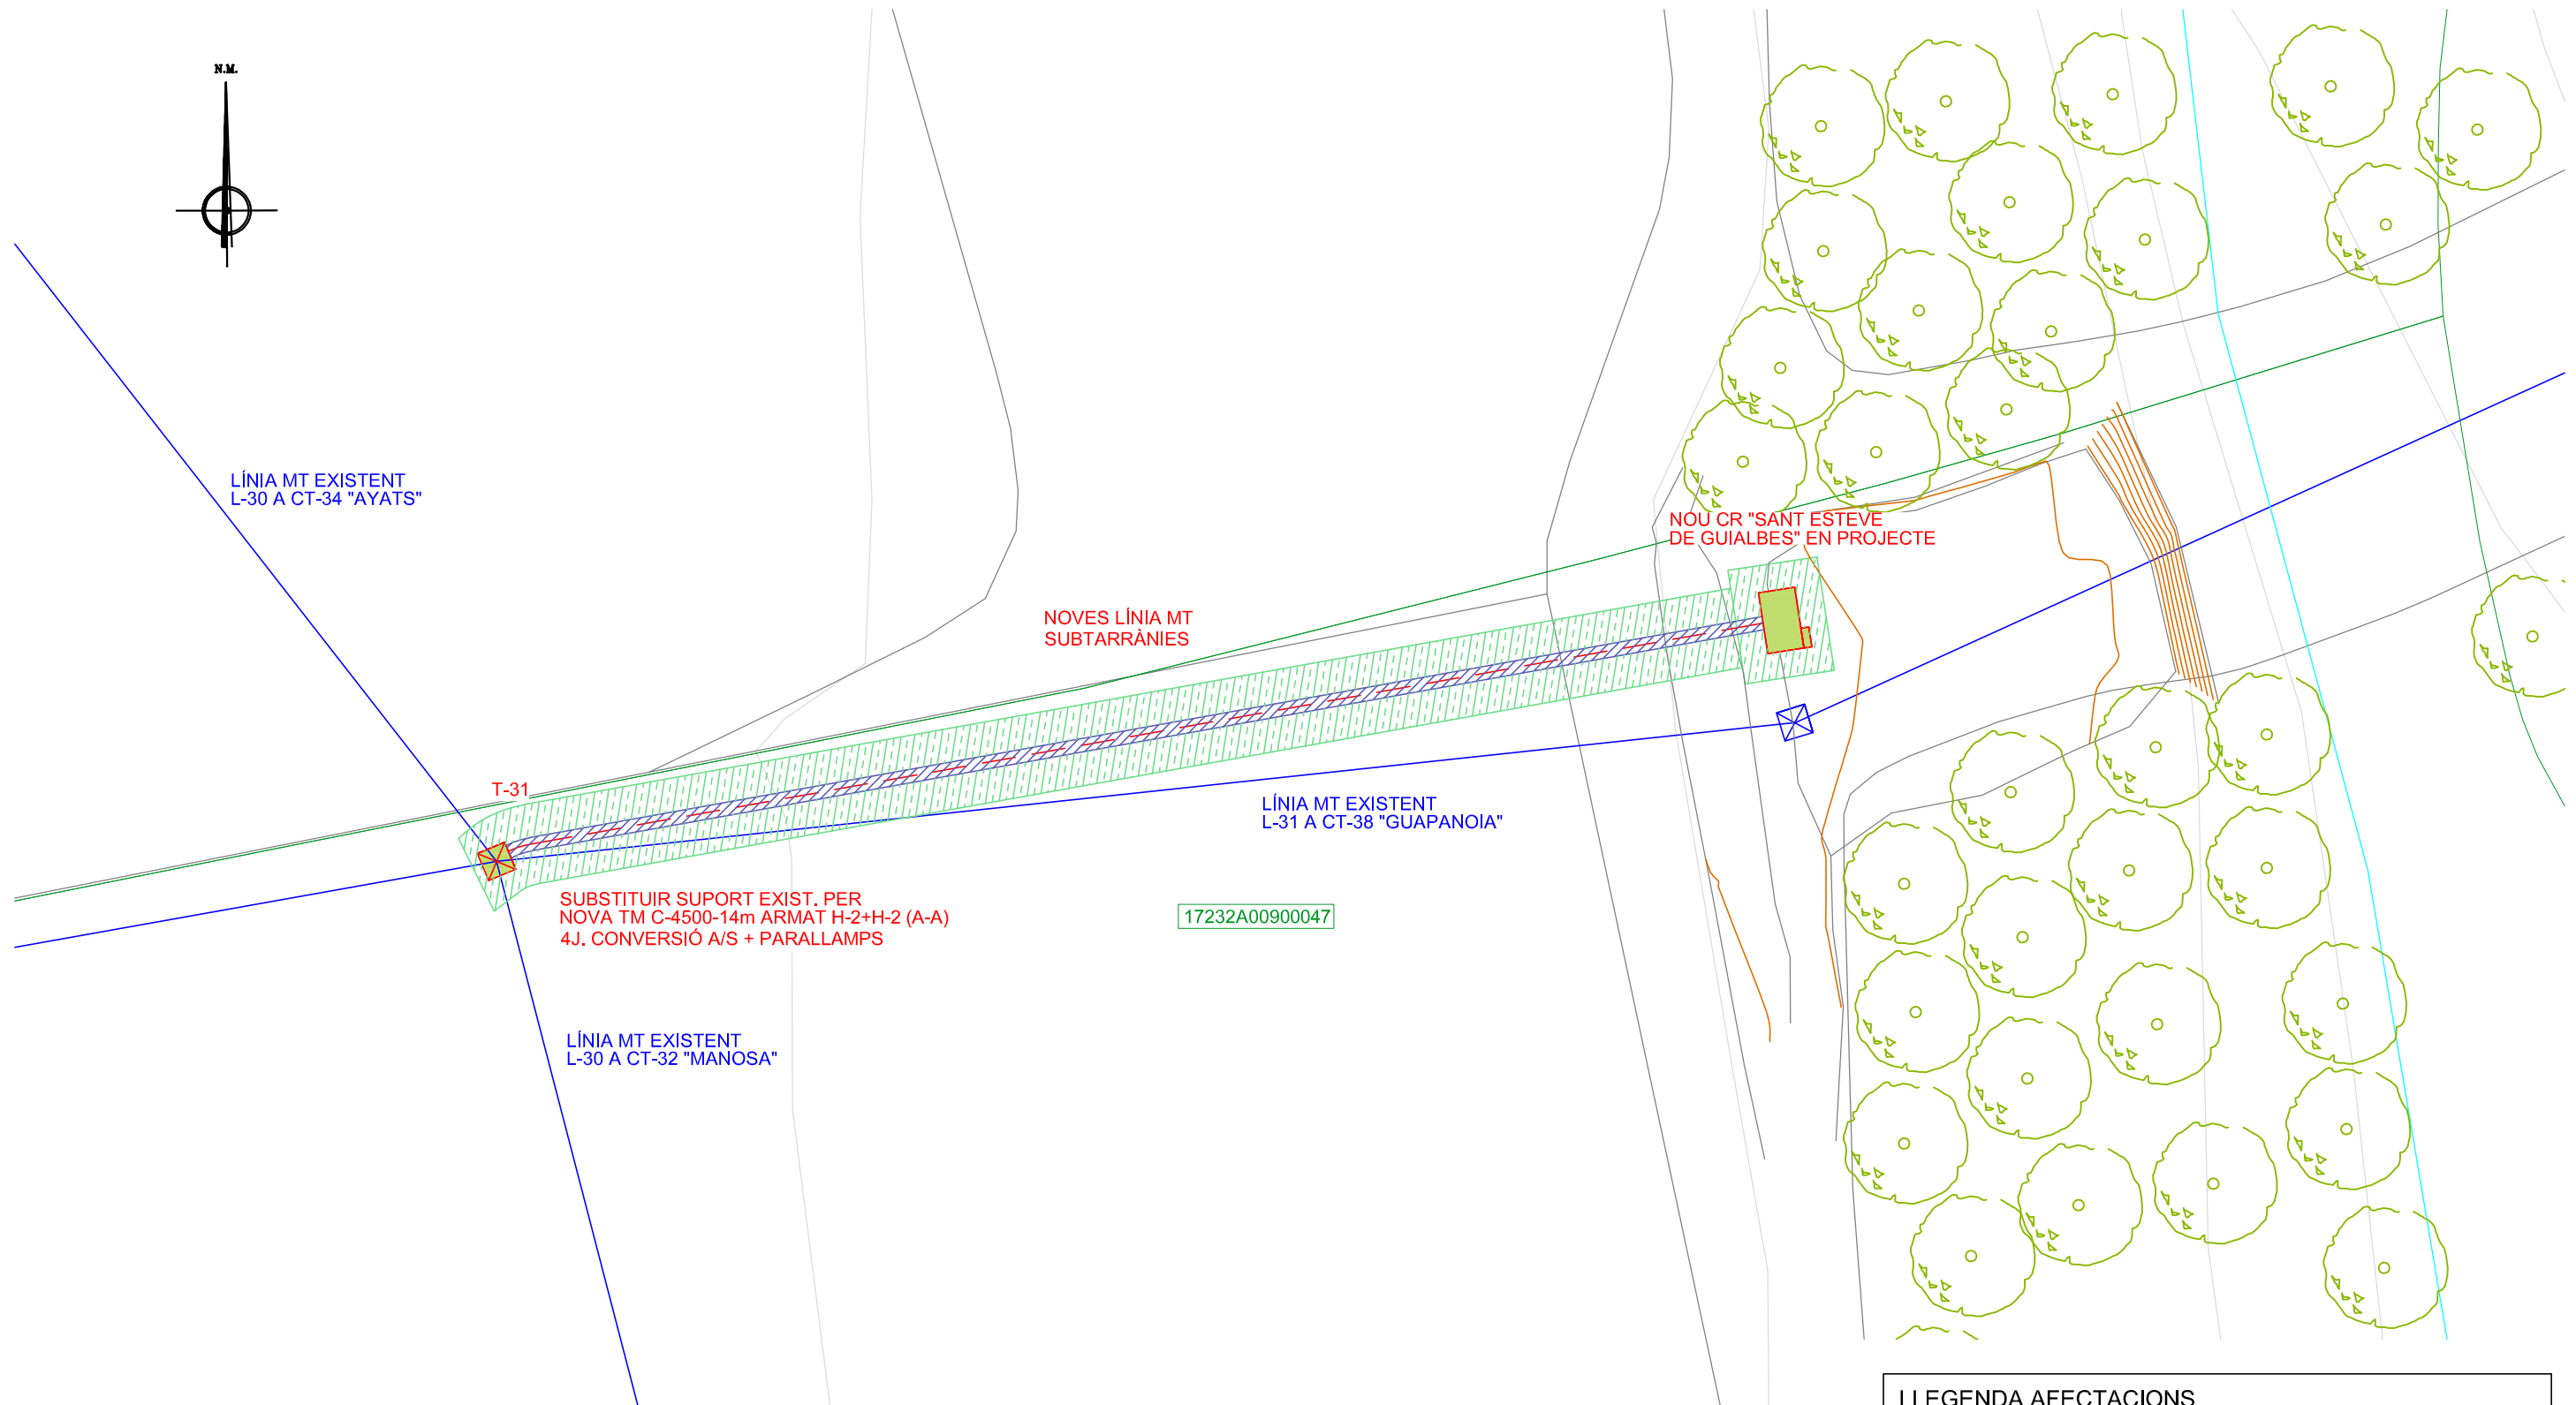 N.M.
LÍNIA MT EXISTENT
L-30 A CT-34 "AYATS"
NOU CR "SANT ESTEVE
DE GUIALBES" EN PROJECTE
NOVES LÍNIA MT
SUBTARRÀNIES
T-31
LÍNIA MT EXISTENT
L-31 A CT-38 "GUAPANOIA"
SUBSTITUIR SUPORT EXIST. PER
NOVA TM C-4500-14m ARMAT H-2+H-2 (A-A)
4J. CONVERSIÓ A/S + PARALLAMPS
17232A00900047
LÍNIA MT EXISTENT
L-30 A CT-32 "MANOSA"
LLEGENDA AFECTACIONS